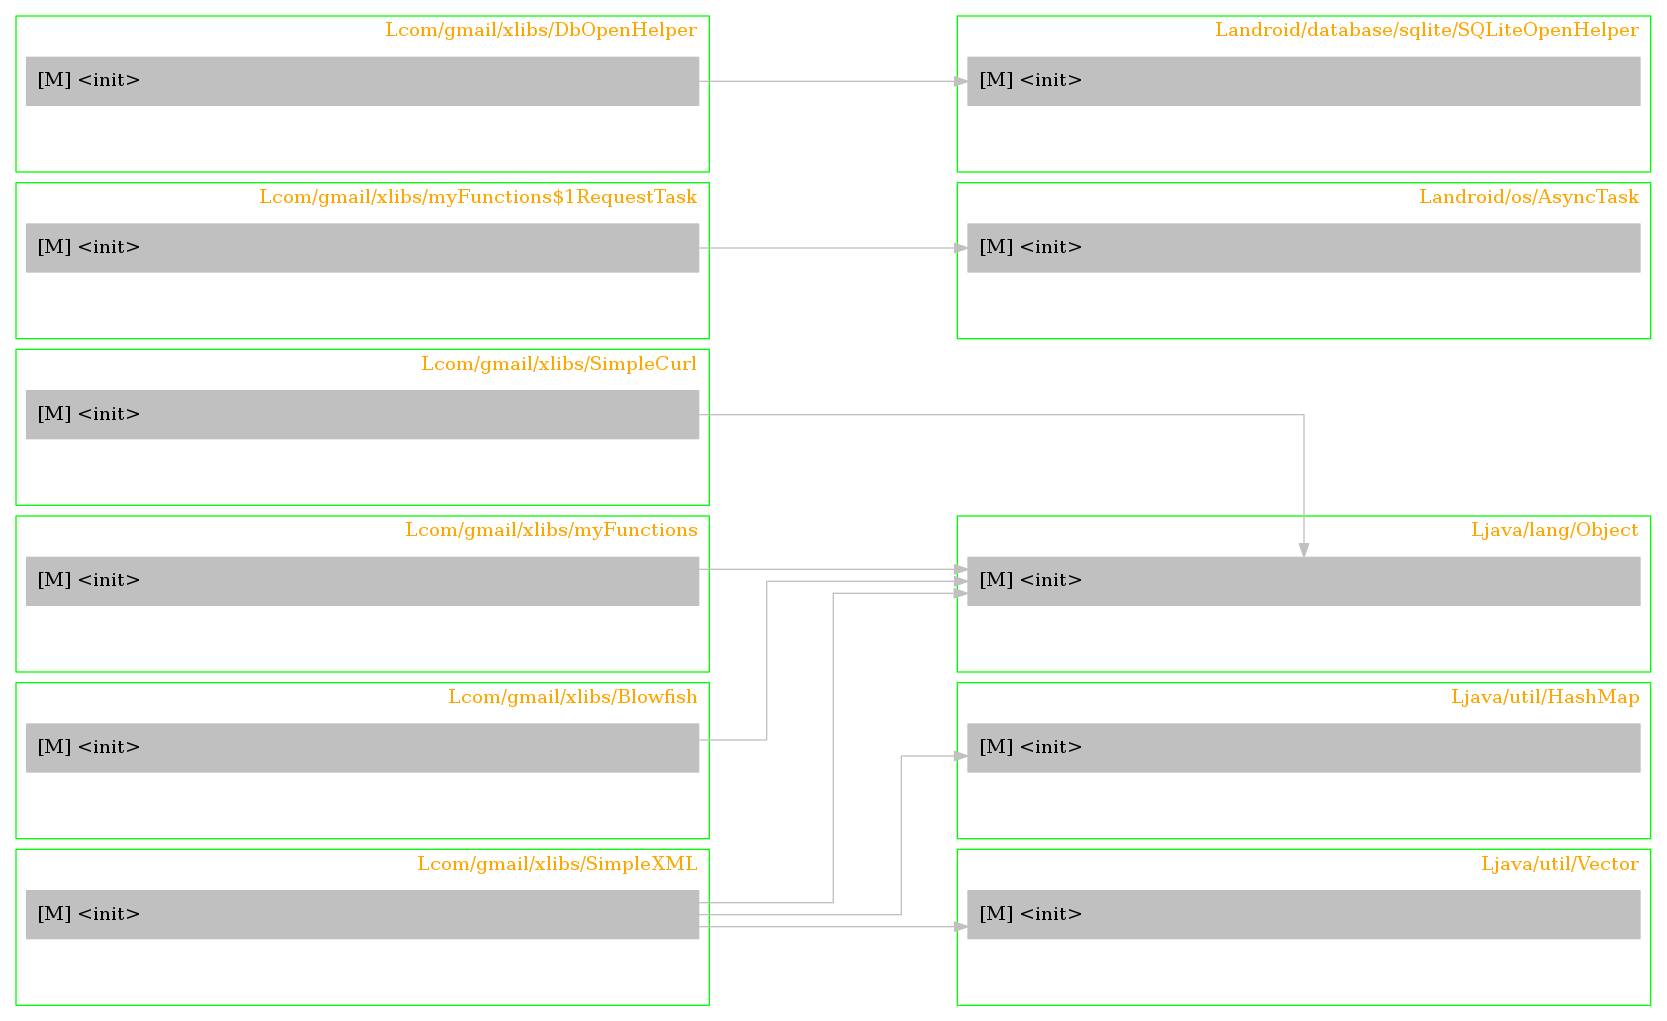 Lcom/gmail/xlibs/DbOpenHelper
[M] <init>
Landroid/database/sqlite/SQLiteOpenHelper
[M] <init>
Lcom/gmail/xlibs/myFunctions$1RequestTask
[M] <init>
Landroid/os/AsyncTask
[M] <init>
Lcom/gmail/xlibs/SimpleCurl
[M] <init>
Lcom/gmail/xlibs/myFunctions
[M] <init>
Ljava/lang/Object
[M] <init>
Lcom/gmail/xlibs/Blowfish
[M] <init>
Ljava/util/HashMap
[M] <init>
Lcom/gmail/xlibs/SimpleXML
[M] <init>
Ljava/util/Vector
[M] <init>